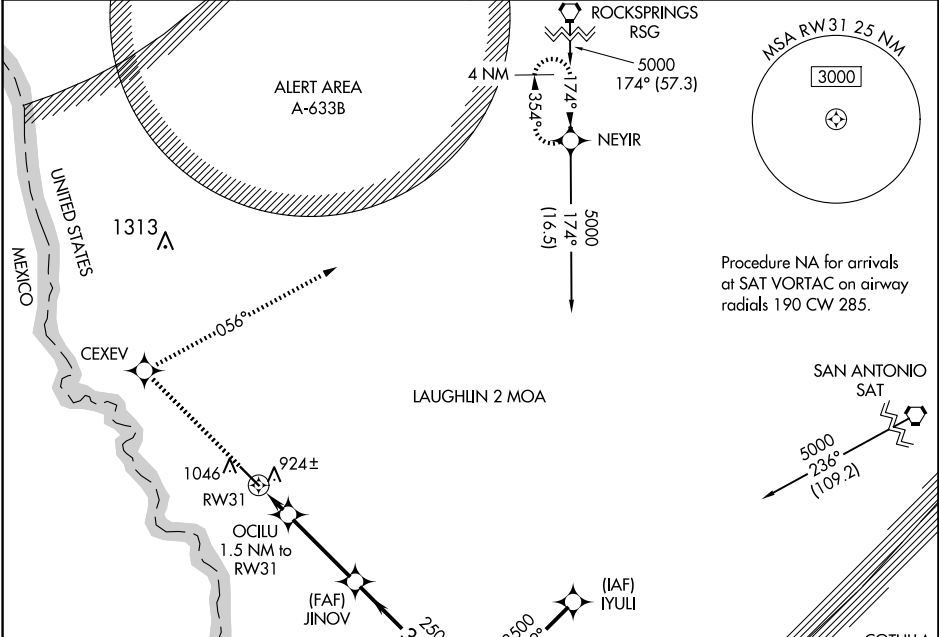 ROCKSPRINGS
RSG
5000
174° (57.3)
4 NM
174°
354°
NEYIR
5000
174°
(16.5)
ALERT AREA
A-633B
MSA RW31 25 NM
3000
UNITED STATES
MEXICO
1313
Procedure NA for arrivals
at SAT VORTAC on airway
radials 190 CW 285.
056°
CEXEV
LAUGHLIN 2 MOA
SAN ANTONIO
SAT
5000
236°
(109.2)
1046
924±
RW31
OCILU
1.5 NM to
RW31
(FAF)
JINOV
(IAF)
IYULI